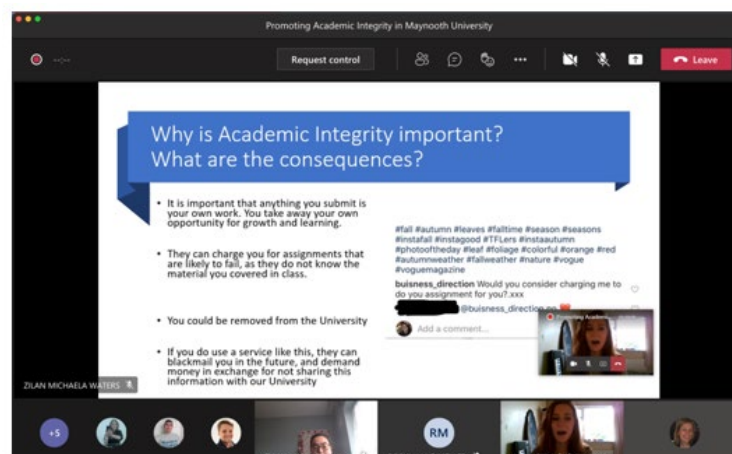 Promoting Academic Integrity in Maynooth University
--:--
Request control
Leave
Why is Academic Integrity important?
What are the consequences?
• It is important that anything you submit is
your own work. You take away your own
opportunity for growth and learning.
• They can charge you for assignments that
are likely to fail, as they do not know the
material you covered in class.
• You could be removed from the University
• If you do use a service like this, they can
blackmail you in the future, and demand
money in exchange for not sharing this
information with our University
#fall #autumn #leaves #falltime #season #seasons
#instafall #instagood #TFLers #instaautumn
#photooftheday #leaf #foliage #colorful #orange #red
#autumnweather #fallweather #nature #vogue
#voguemagazine
buisness_direction Would you consider charging me to
do you assignment for you?.xxx
@buisness_direction no
Add a comment...
Promoting Academic
ZILAN MICHAELA WATERS
+5
RM